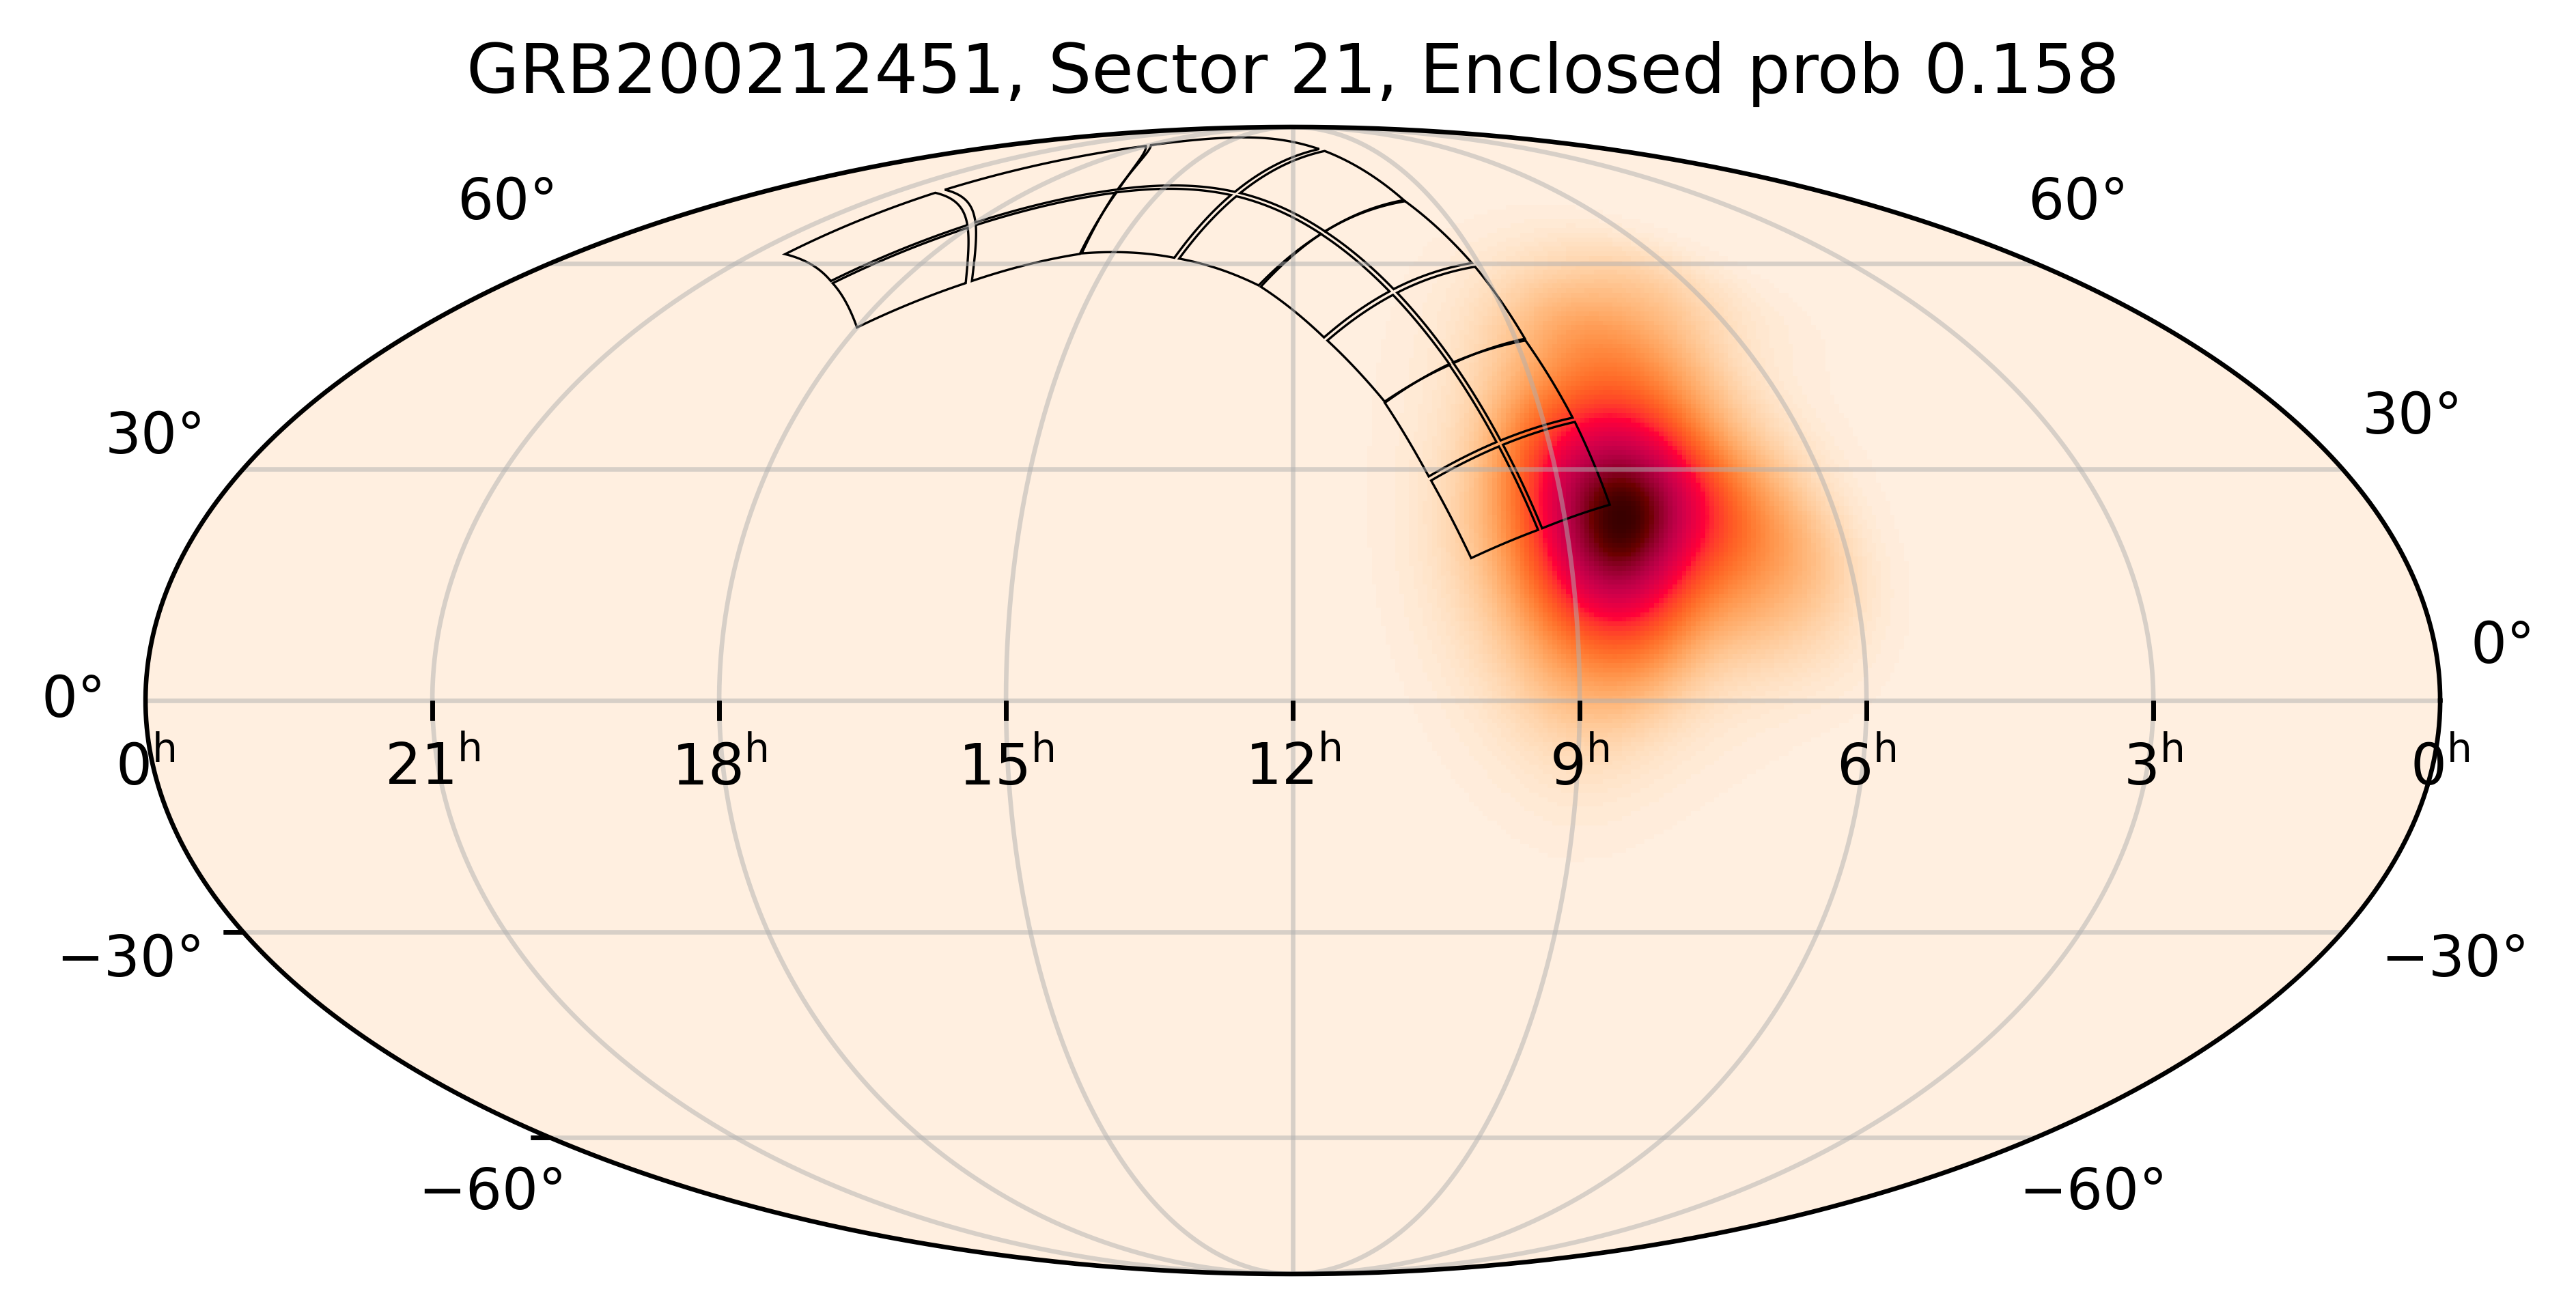 GRB200212451, Sector 21, Enclosed prob 0.158
60° 60°
30° 30°
0° 0°
0h 21h 18h 15h 12h 9h 6h 3h 0h
−30° −30°
−60° −60°